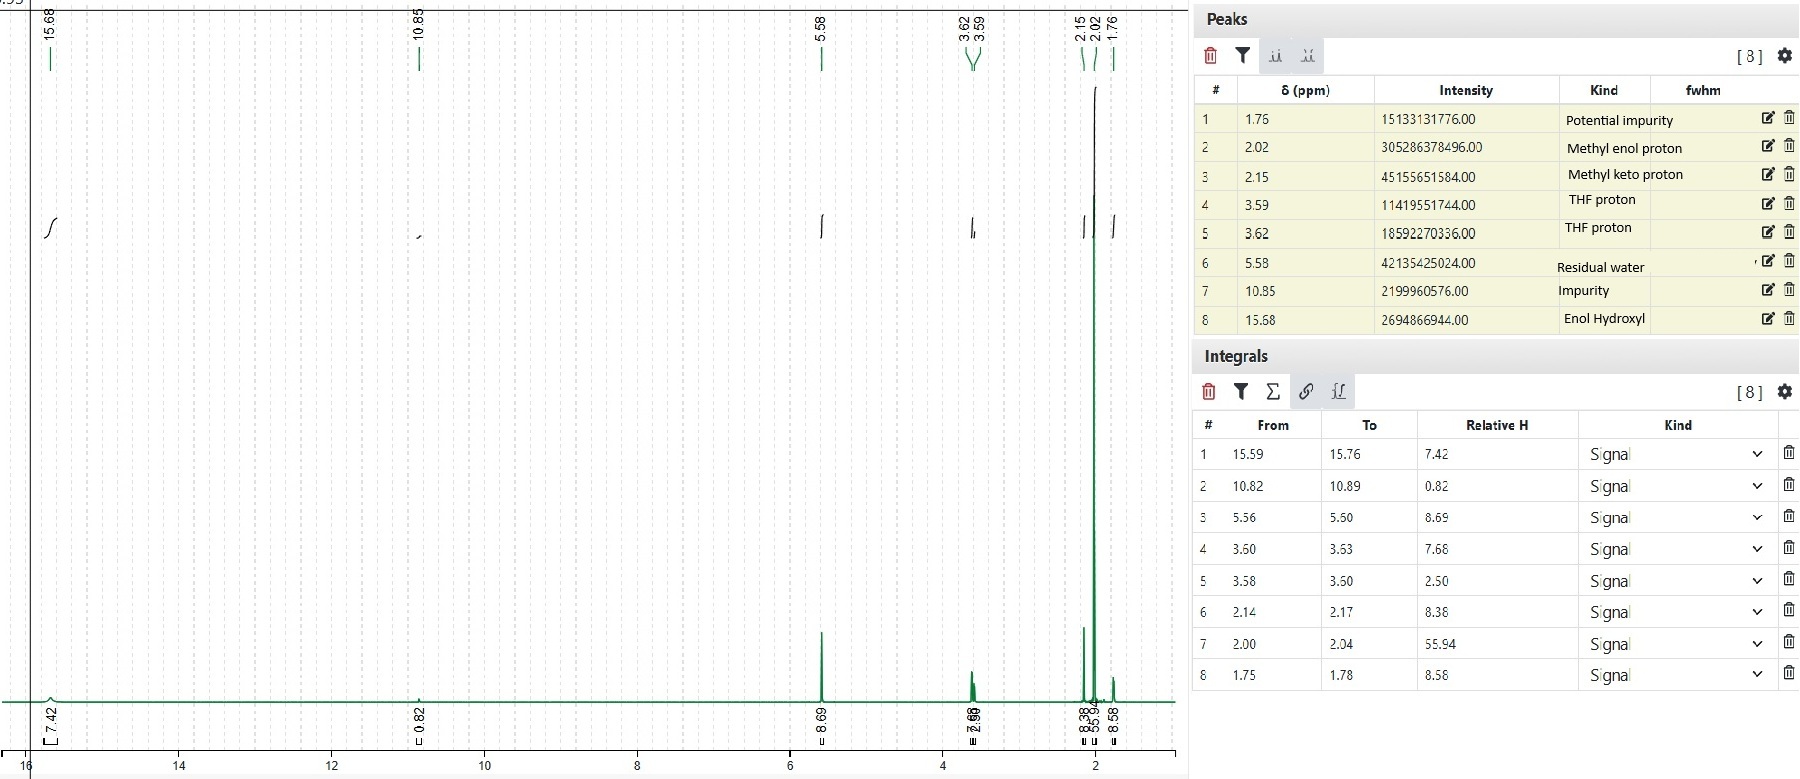 15.68 10.85 5.58 3.62 3.59 2.15 2.02 1.76
7.42 0.82 8.69 7.68 2.50 8.38 55.94 8.58
16 14 12 10 8 6 4 2
Peaks
[ 8 ]
# δ (ppm) Intensity Kind fwhm
1 1.76 15133131776.00 Potential impurity
2 2.02 305286378496.00 Methyl enol proton
3 2.15 45155651584.00 Methyl keto proton
4 3.59 11419551744.00 THF proton
5 3.62 18592270336.00 THF proton
6 5.58 42135425024.00 Residual water
7 10.85 2199960576.00 Impurity
8 15.68 2694866944.00 Enol Hydroxyl
Integrals
Σ [ 8 ]
# From To Relative H Kind
1 15.59 15.76 7.42 Signal
2 10.82 10.89 0.82 Signal
3 5.56 5.60 8.69 Signal
4 3.60 3.63 7.68 Signal
5 3.58 3.60 2.50 Signal
6 2.14 2.17 8.38 Signal
7 2.00 2.04 55.94 Signal
8 1.75 1.78 8.58 Signal